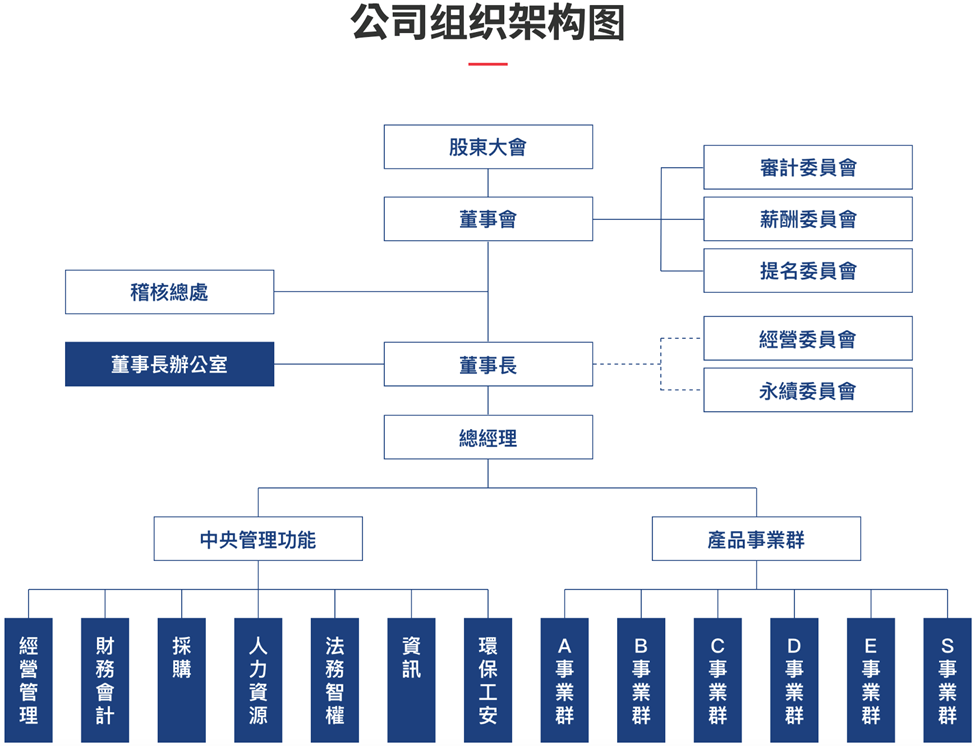 公司组织架构图
股東大會
董事會
審計委員會
薪酬委員會
提名委員會
稽核總處
董事長辦公室
董事長
經營委員會
永續委員會
總經理
中央管理功能
產品事業群
經營管理
財務會計
採購
人力資源
法務智權
資訊
環保工安
A事業群
B事業群
C事業群
D事業群
E事業群
S事業群